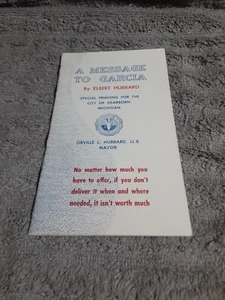 A MESSAGE
TO GARCIA
By ELBERT HUBBARD
SPECIAL PRINTING FOR THE
CITY OF DEARBORN
MICHIGAN
ORVILLE L. HUBBARD, LL.B.
MAYOR
No matter how much you
have to offer, if you don't
deliver it when and where
needed, it isn't worth much